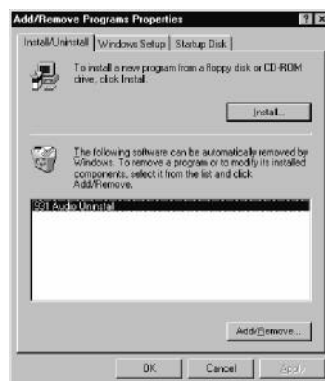 Add/Remove Programs Properties
Install/Uninstall
Windows Setup
Startup Disk
To install a new program from a floppy disk or CD-ROM
drive, click Install.
Install...
The following software can be automatically removed by
Windows. To remove a program or to modify its installed
components, select it from the list and click
Add/Remove.
931 Audio Uninstall
Add/Remove...
OK
Cancel
Apply